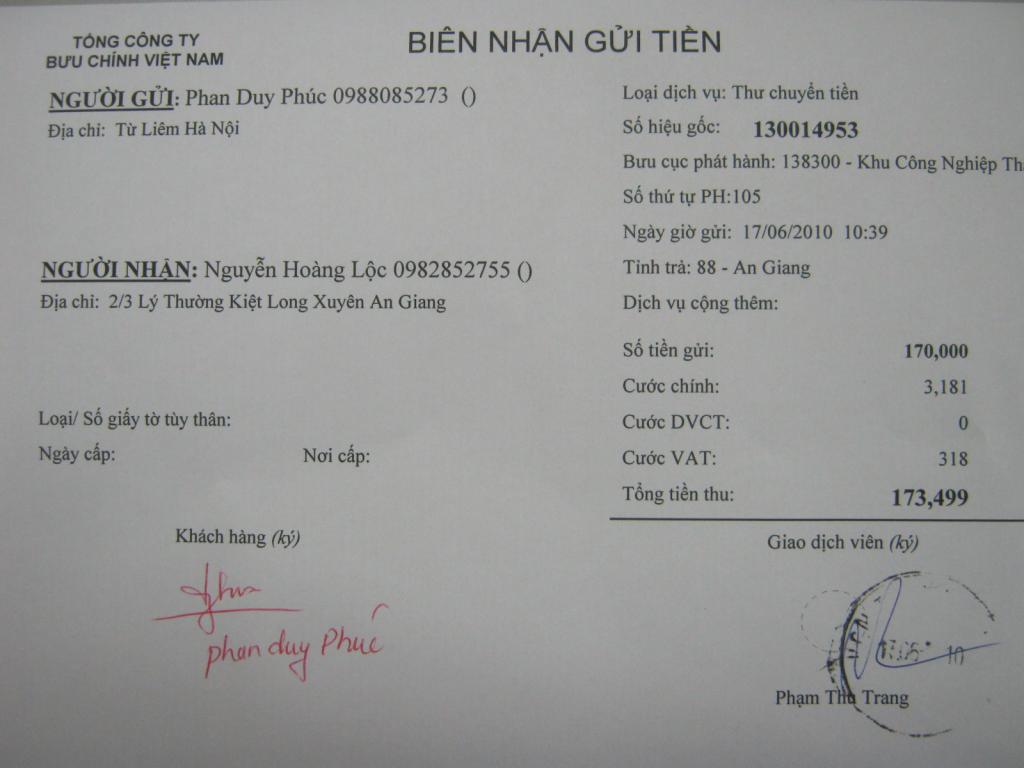 TỔNG CÔNG TY
BƯU CHÍNH VIỆT NAM
BIÊN NHẬN GỬI TIỀN
NGƯỜI GỬI: Phan Duy Phúc 0988085273 ()
Địa chỉ: Từ Liêm Hà Nội
Loại dịch vụ: Thư chuyển tiền
Số hiệu gốc: 130014953
Bưu cục phát hành: 138300 - Khu Công Nghiệp Th
Số thứ tự PH:105
Ngày giờ gửi: 17/06/2010 10:39
NGƯỜI NHẬN: Nguyễn Hoàng Lộc 0982852755 ()
Địa chỉ: 2/3 Lý Thường Kiệt Long Xuyên An Giang
Tỉnh trả: 88 - An Giang
Dịch vụ cộng thêm:
Số tiền gửi: 170,000
Cước chính: 3,181
Cước DVCT: 0
Cước VAT: 318
Tổng tiền thu: 173,499
Loại/ Số giấy tờ tùy thân:
Ngày cấp: Nơi cấp:
Khách hàng (ký)
Giao dịch viên (ký)
phan duy Phúc
Phạm Thu Trang